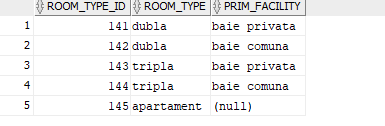 ROOM_TYPE_ID ROOM_TYPE PRIM_FACILITY
1 141 dubla baie privata
2 142 dubla baie comuna
3 143 tripla baie privata
4 144 tripla baie comuna
5 145 apartament (null)